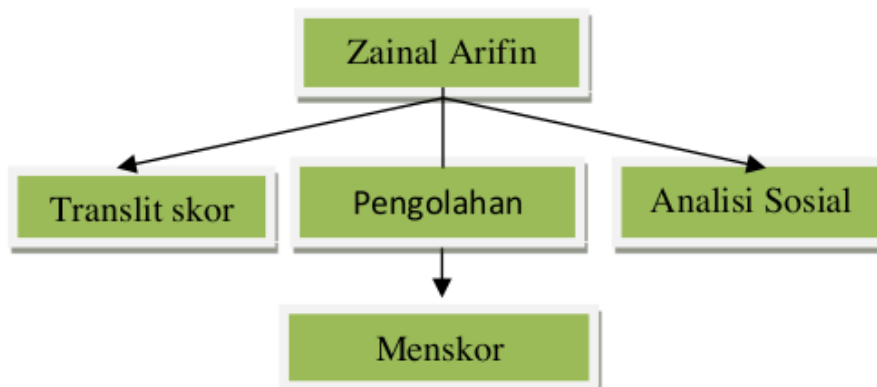 Zainal Arifin
Translit skor
Pengolahan
Analisi Sosial
Menskor